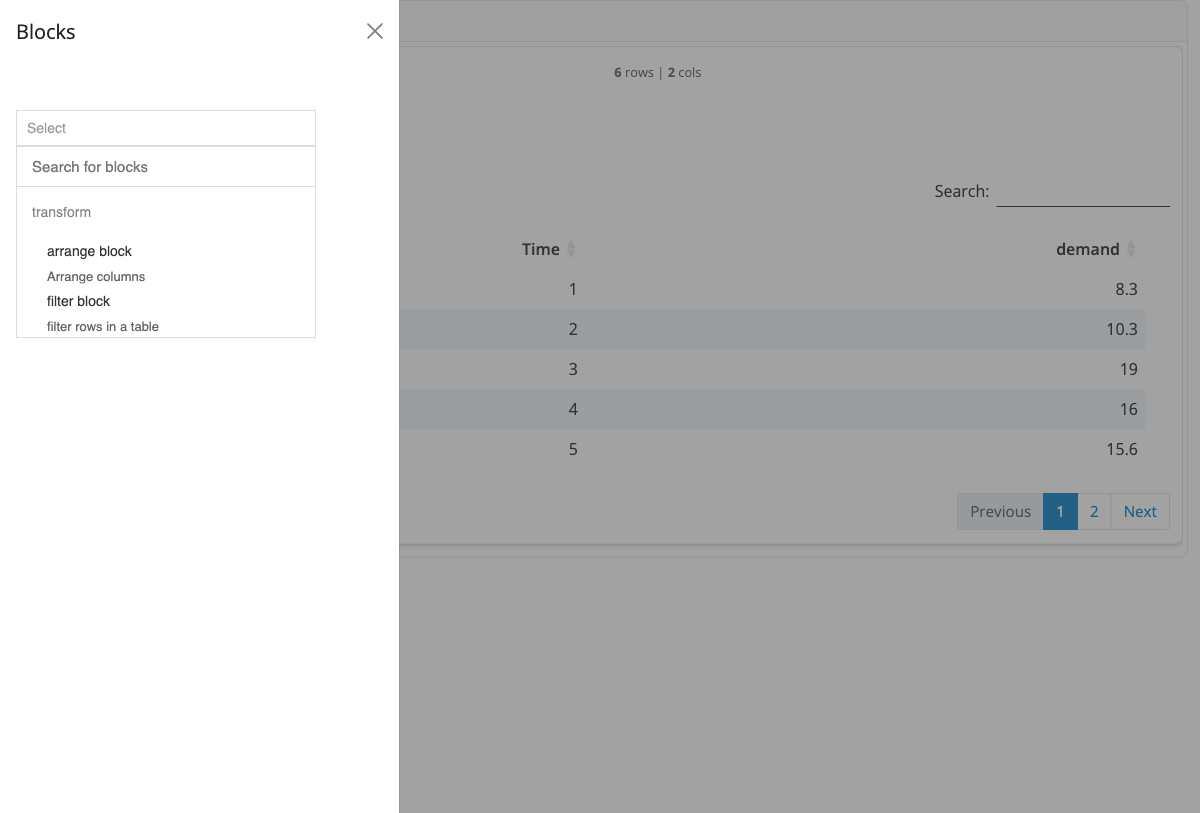 Blocks
Select
Search for blocks
transform
arrange block
Arrange columns
filter block
filter rows in a table
6 rows | 2 cols
Search:
Time demand
1 8.3
2 10.3
3 19
4 16
5 15.6
Previous 1 2 Next